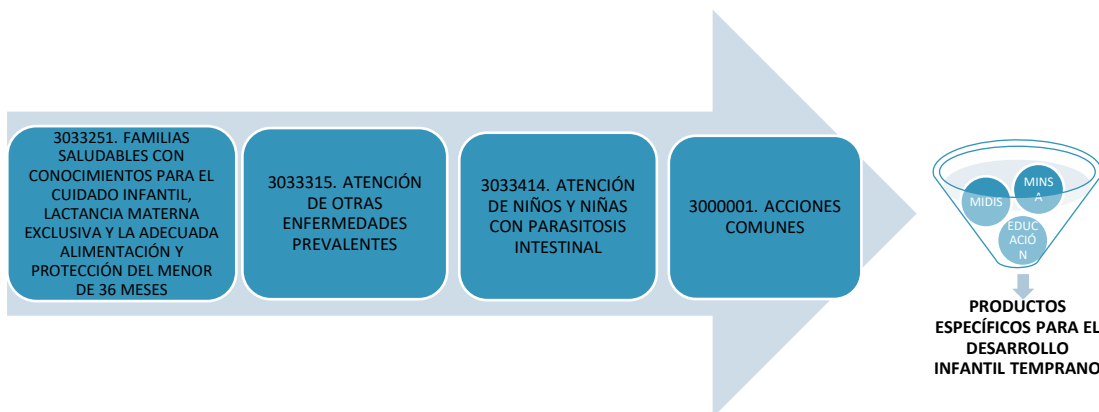 3033251. FAMILIAS
SALUDABLES CON
CONOCIMIENTOS PARA EL
CUIDADO INFANTIL,
LACTANCIA MATERNA
EXCLUSIVA Y LA ADECUADA
ALIMENTACIÓN Y
PROTECCIÓN DEL MENOR
DE 36 MESES
3033315. ATENCIÓN
DE OTRAS
ENFERMEDADES
PREVALENTES
3033414. ATENCIÓN
DE NIÑOS Y NIÑAS
CON PARASITOSIS
INTESTINAL
3000001. ACCIONES
COMUNES
MIDIS
MINS
A
EDUC
ACIÓ
N
PRODUCTOS
ESPECÍFICOS PARA EL
DESARROLLO
INFANTIL TEMPRANO